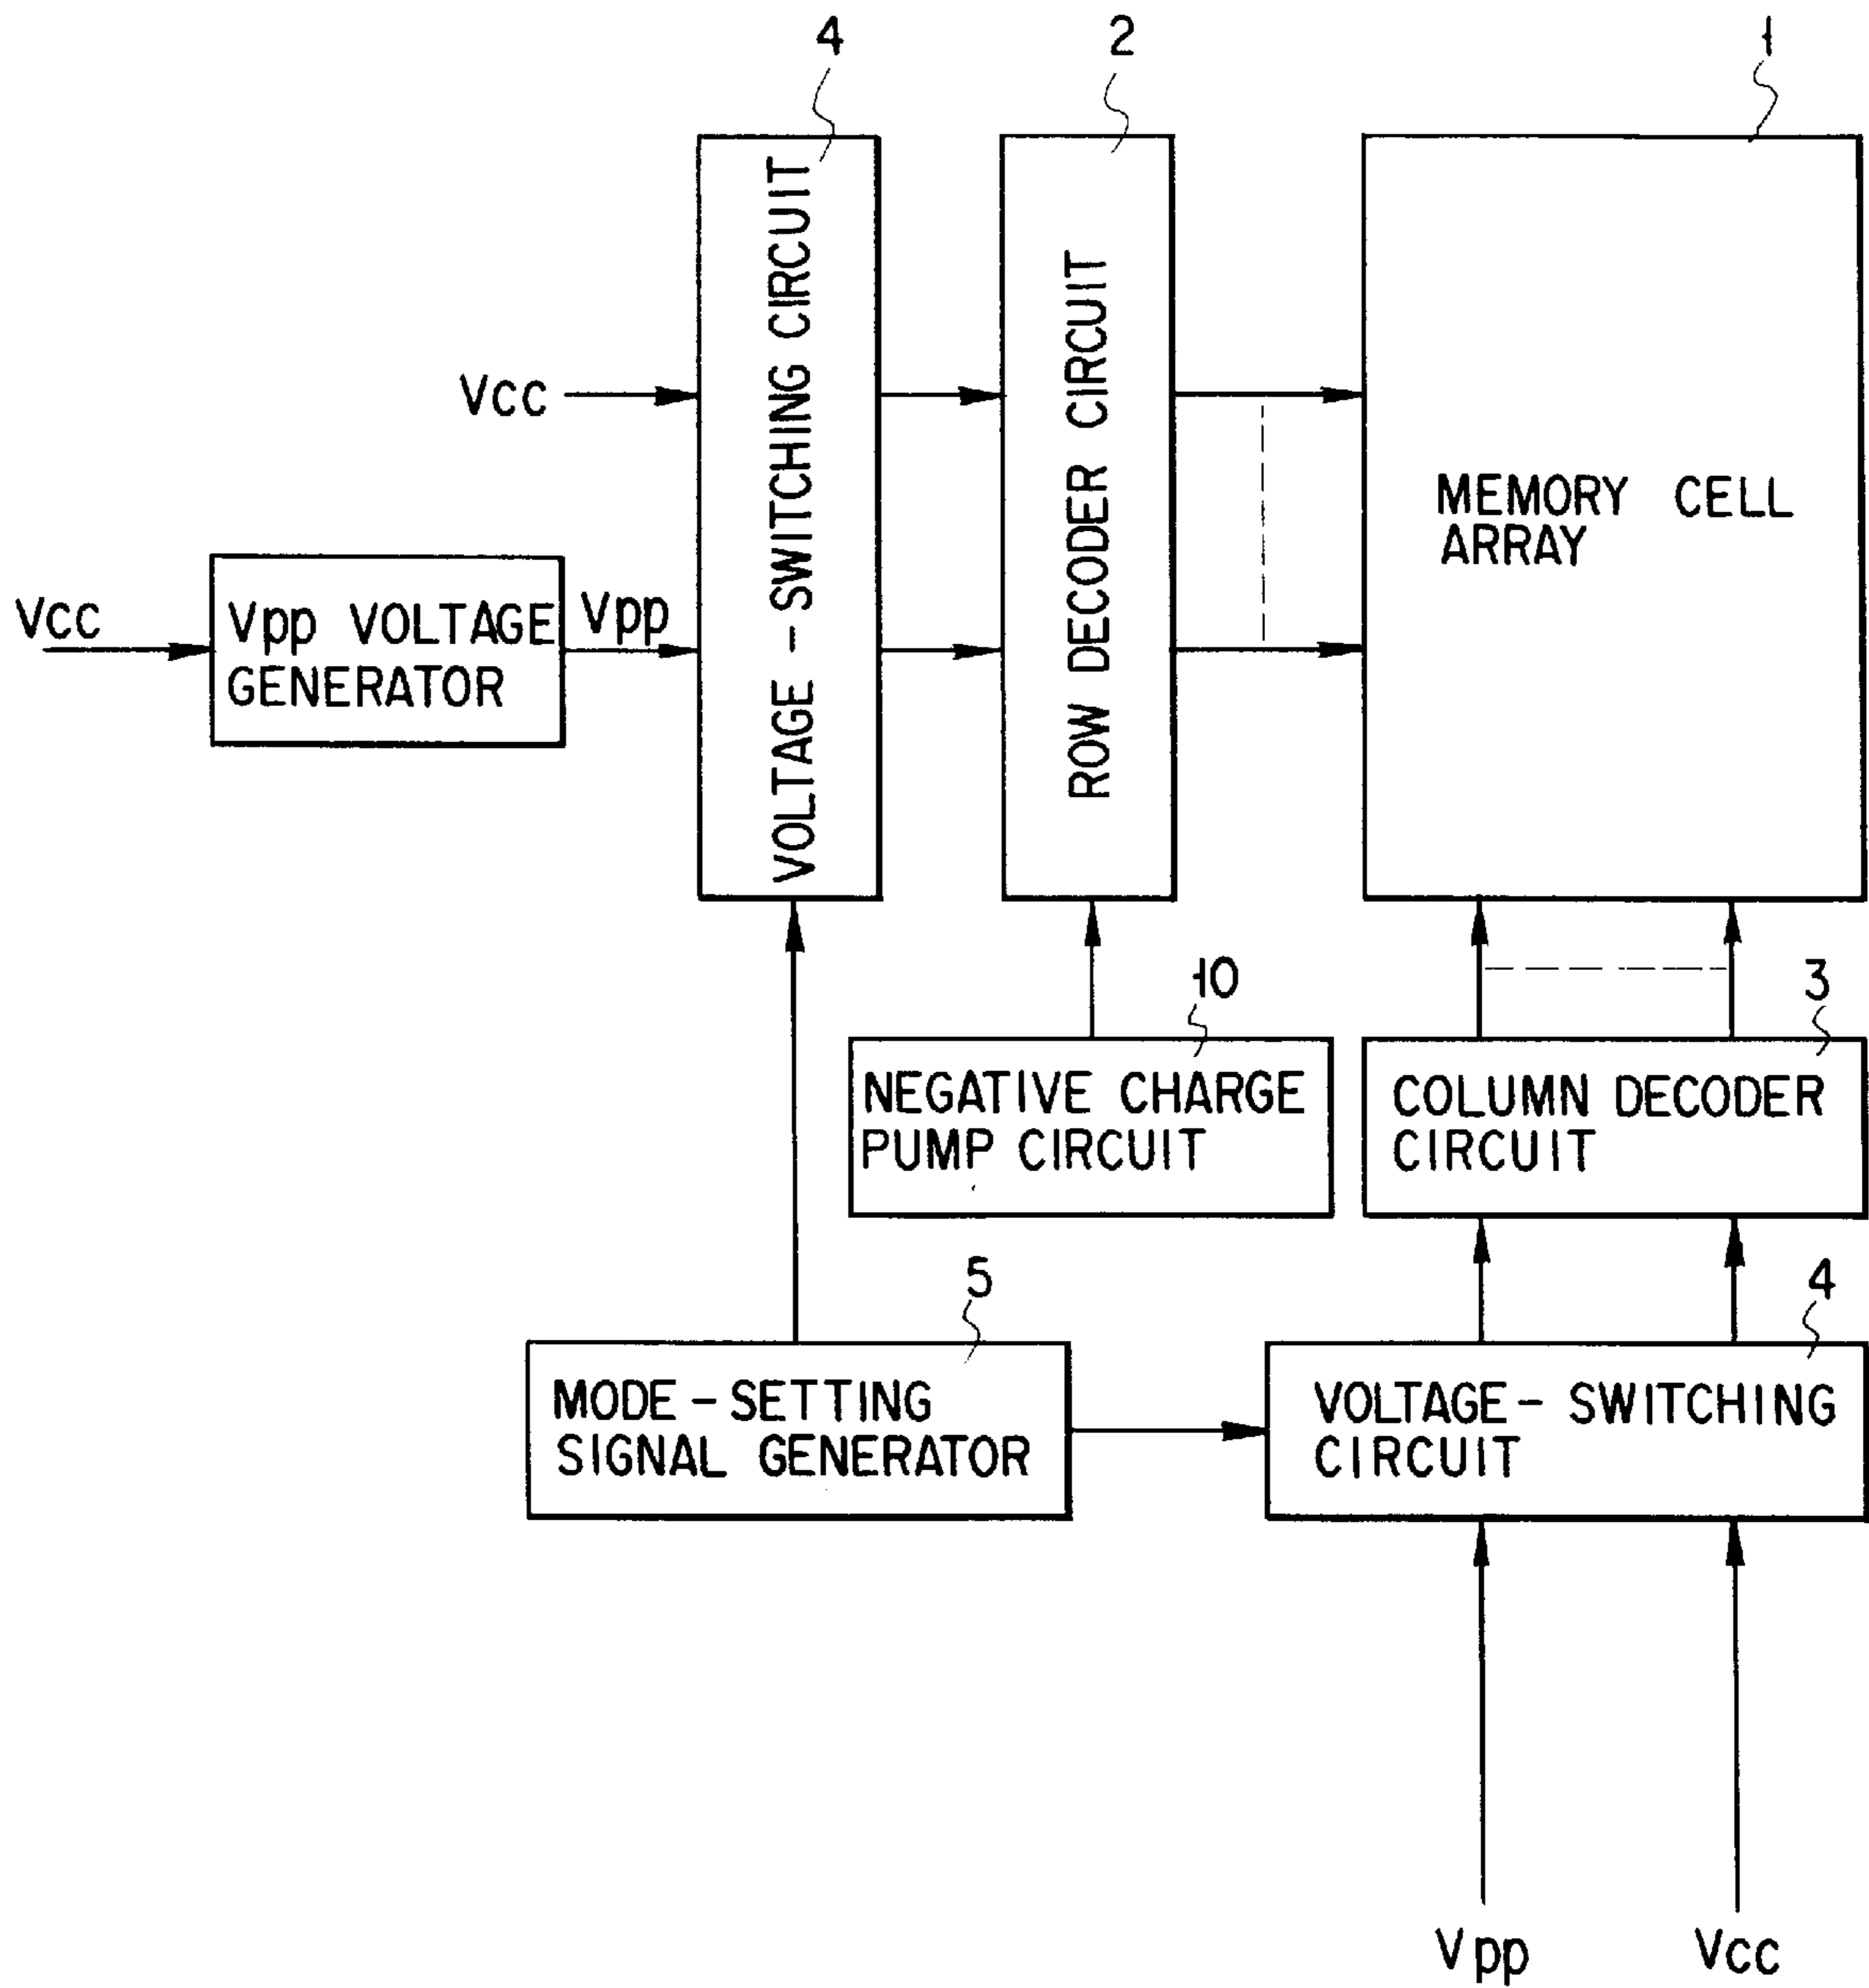 4
2
1
VOLTAGE - SWITCHING CIRCUIT
ROW DECODER CIRCUIT
MEMORY CELL
ARRAY
Vcc
Vcc
Vpp VOLTAGE
GENERATOR
Vpp
10
NEGATIVE CHARGE
PUMP CIRCUIT
3
COLUMN DECODER
CIRCUIT
5
MODE - SETTING
SIGNAL GENERATOR
4
VOLTAGE - SWITCHING
CIRCUIT
Vpp
Vcc